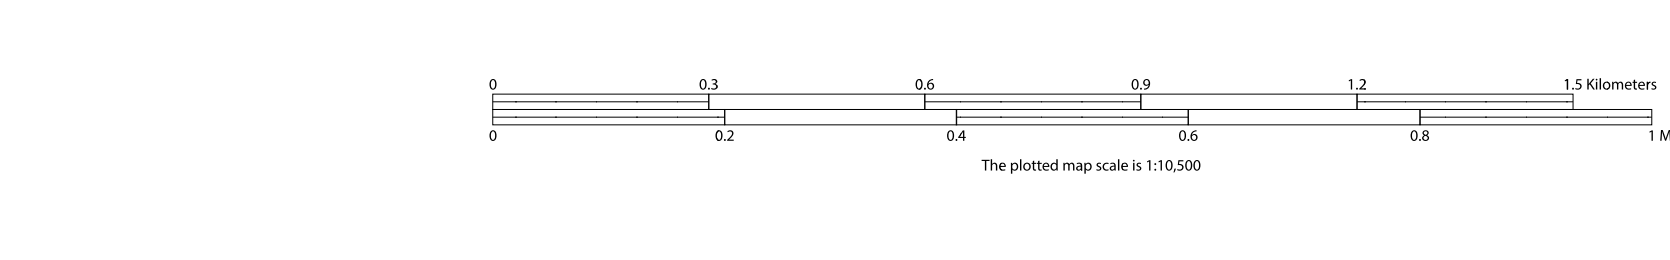 0 0.3 0.6 0.9 1.2 1.5 Kilometers
0 0.2 0.4 0.6 0.8 1 M
The plotted map scale is 1:10,500